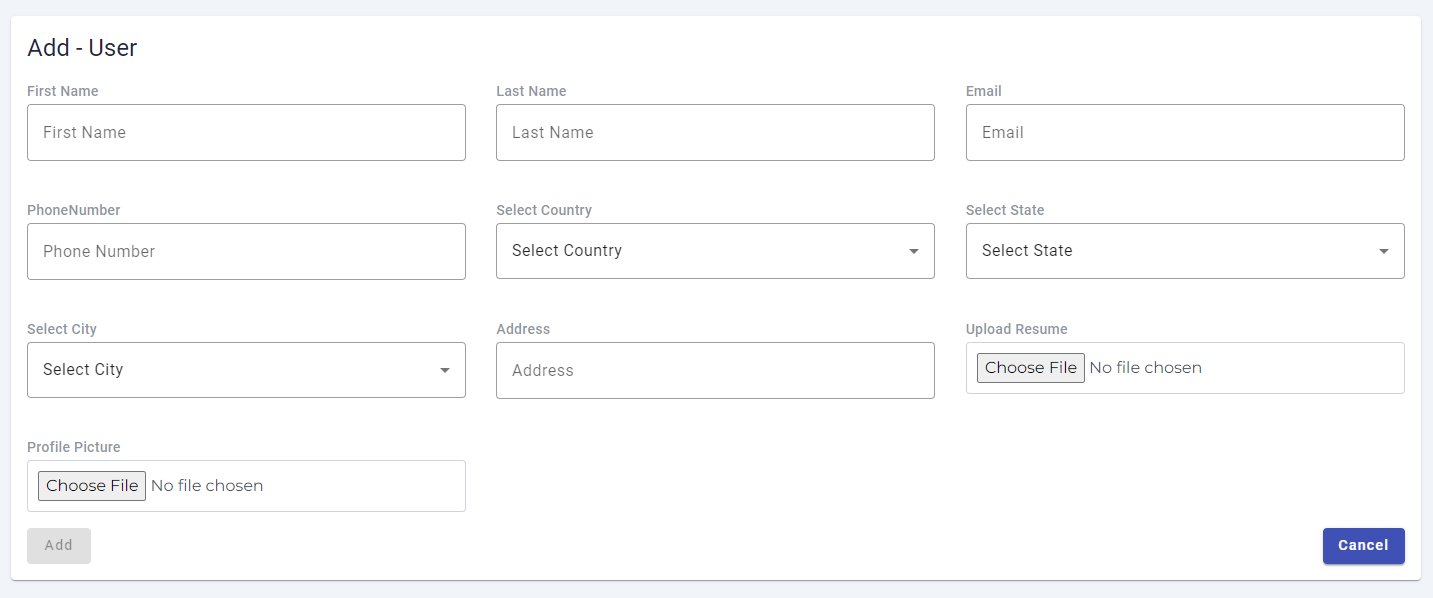 Add - User
First Name Last Name Email
First Name Last Name Email
PhoneNumber Select Country Select State
Phone Number Select Country Select State
Select City Address Upload Resume
Select City Address Choose File No file chosen
Profile Picture
Choose File No file chosen
Add Cancel